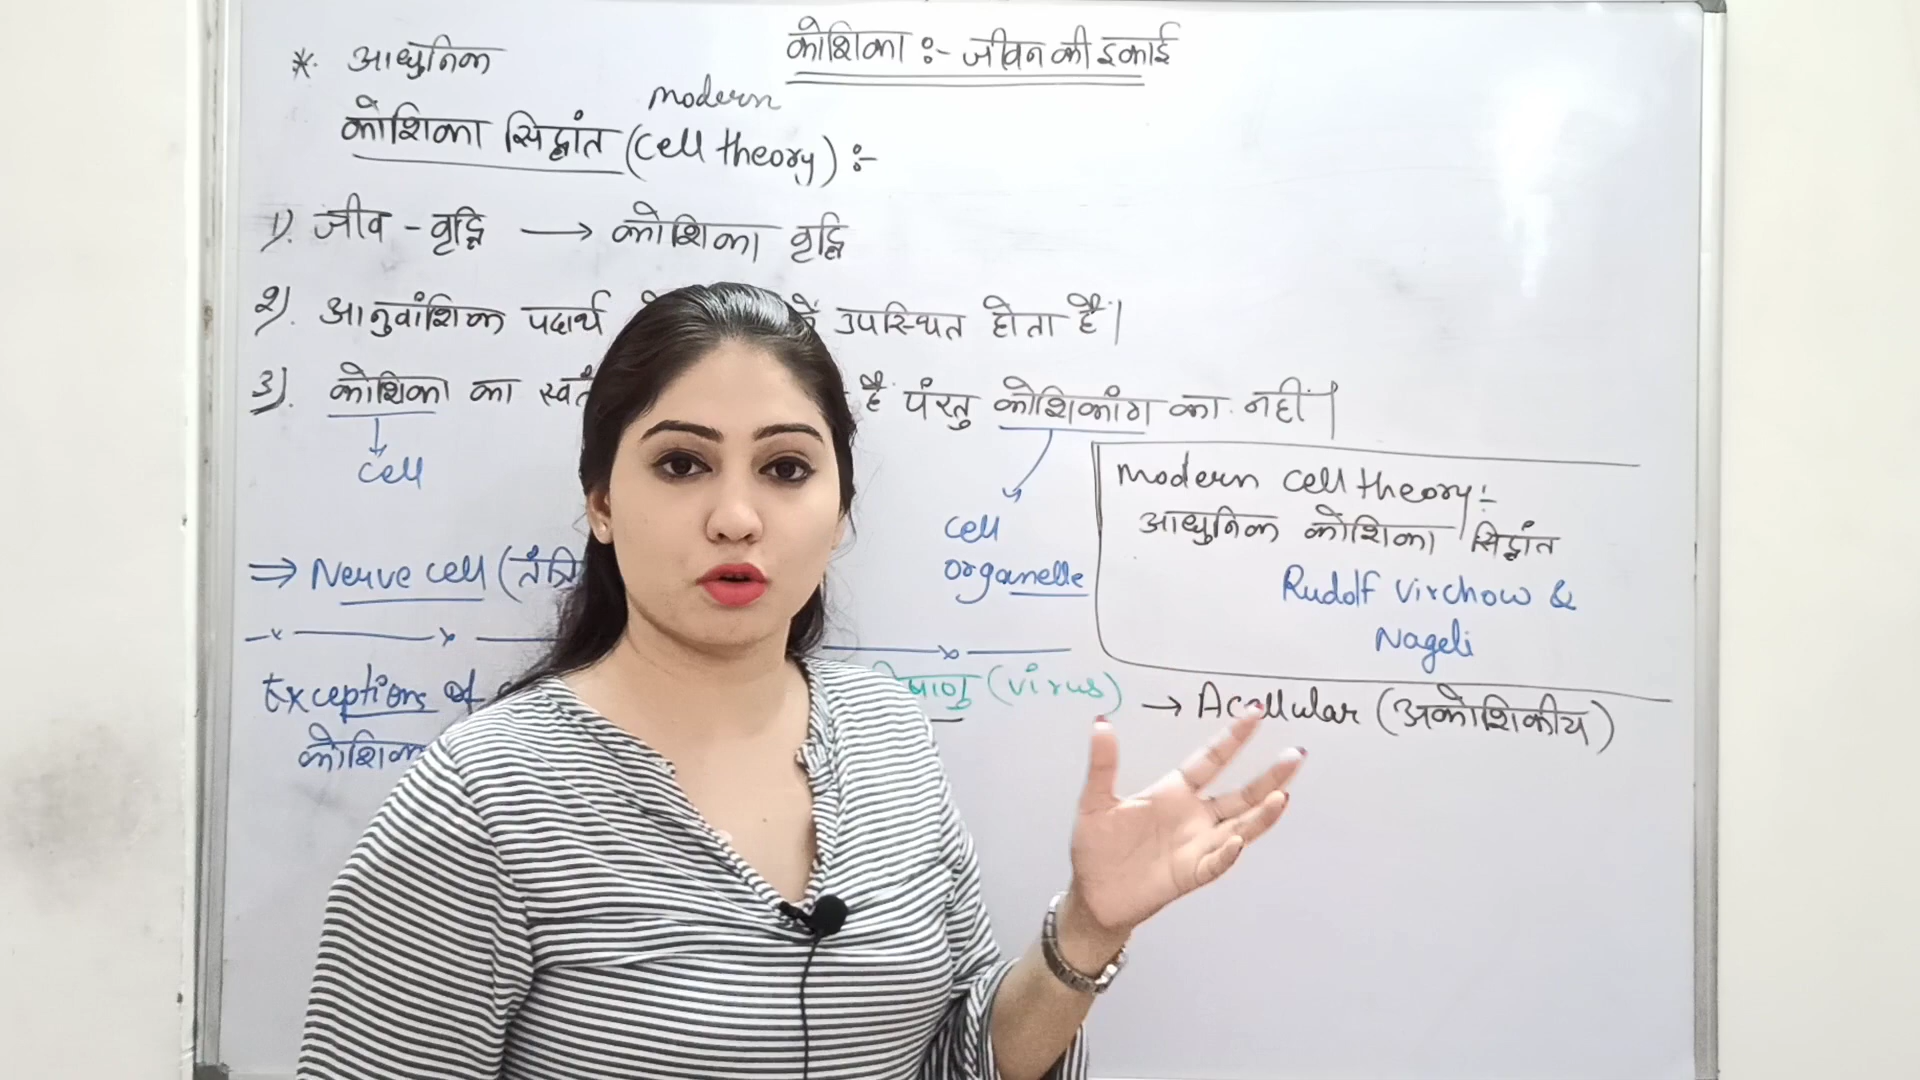 कोशिका :- जीवन की इकाई
* आधुनिक
modern
कोशिका सिद्धांत (cell theory) :-
1). जीव - वृद्धि → कोशिका वृद्धि
2). आनुवांशिक पदार्थ उपस्थित होता है।
3). कोशिका का है पंरतु कोशिकांग का नहीं।
cell
cell
organelle
modern cell theory :-
आधुनिक कोशिका सिद्धांत
Rudolf virchow &
Nageli
⇒ Nerve cell (
Exceptions of
(virus) → Acellular (अकोशिकीय)